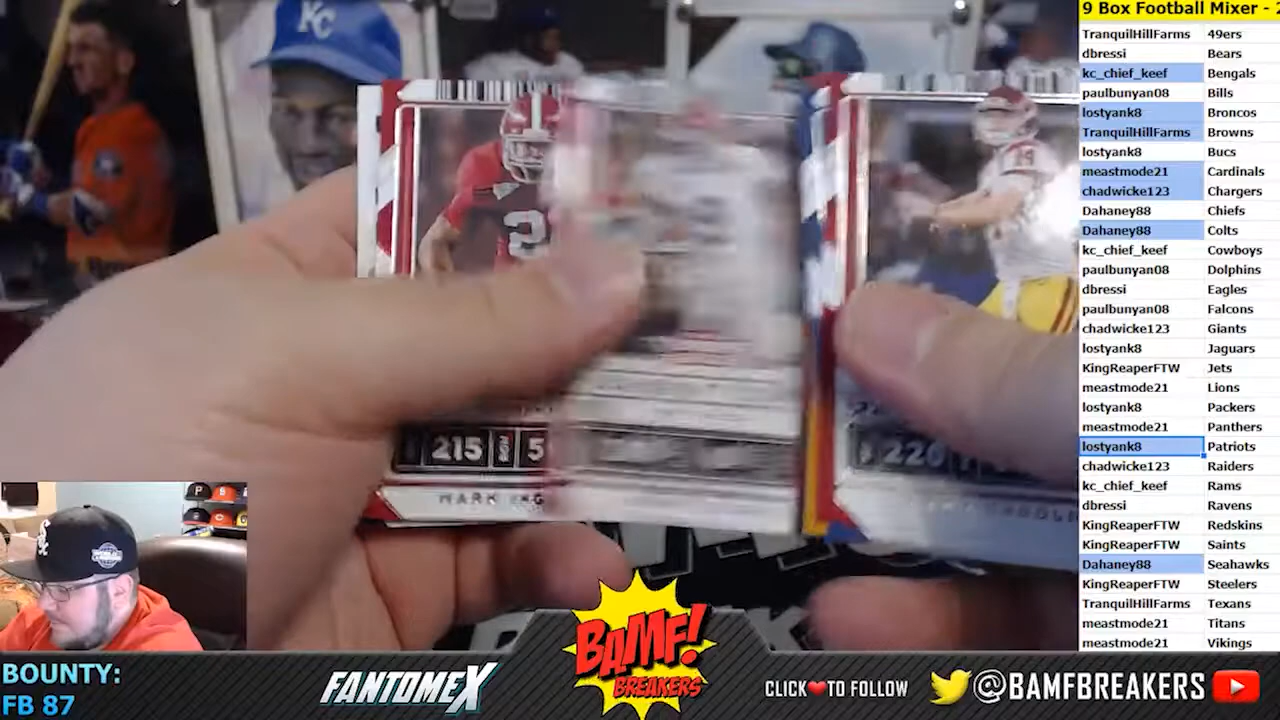 9 Box Football Mixer - 2
TranquilHillFarms 49ers
dbressi Bears
kc_chief_keef Bengals
paulbunyan08 Bills
lostyank8 Broncos
TranquilHillFarms Browns
lostyank8 Bucs
meastmode21 Cardinals
chadwicke123 Chargers
Dahaney88 Chiefs
Dahaney88 Colts
kc_chief_keef Cowboys
paulbunyan08 Dolphins
dbressi Eagles
paulbunyan08 Falcons
chadwicke123 Giants
lostyank8 Jaguars
KingReaperFTW Jets
meastmode21 Lions
lostyank8 Packers
meastmode21 Panthers
lostyank8 Patriots
chadwicke123 Raiders
kc_chief_keef Rams
dbressi Ravens
KingReaperFTW Redskins
KingReaperFTW Saints
Dahaney88 Seahawks
KingReaperFTW Steelers
TranquilHillFarms Texans
meastmode21 Titans
meastmode21 Vikings
KC
2
215 5
220
MARK
BOUNTY:
FB 87
FANTOMEX
BAMF!
BREAKERS
CLICK TO FOLLOW
@BAMFBREAKERS